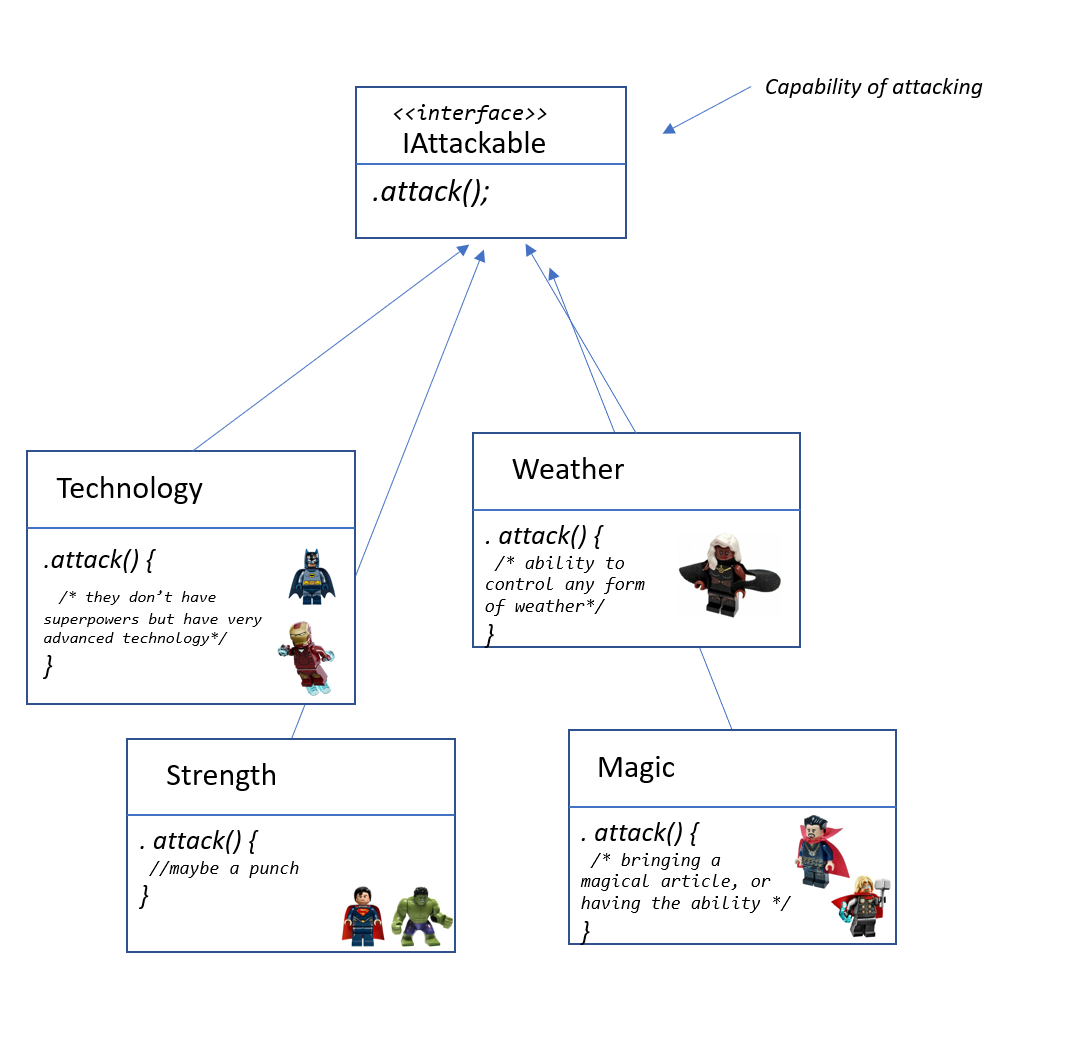 Capability of attacking
<<interface>>
IAttackable
.attack();
Technology
.attack() {
/* they don’t have
superpowers but have very
advanced technology*/
}
Weather
. attack() {
/* ability to
control any form
of weather*/
}
Strength
. attack() {
//maybe a punch
}
Magic
. attack() {
/* bringing a
magical article, or
having the ability */
}